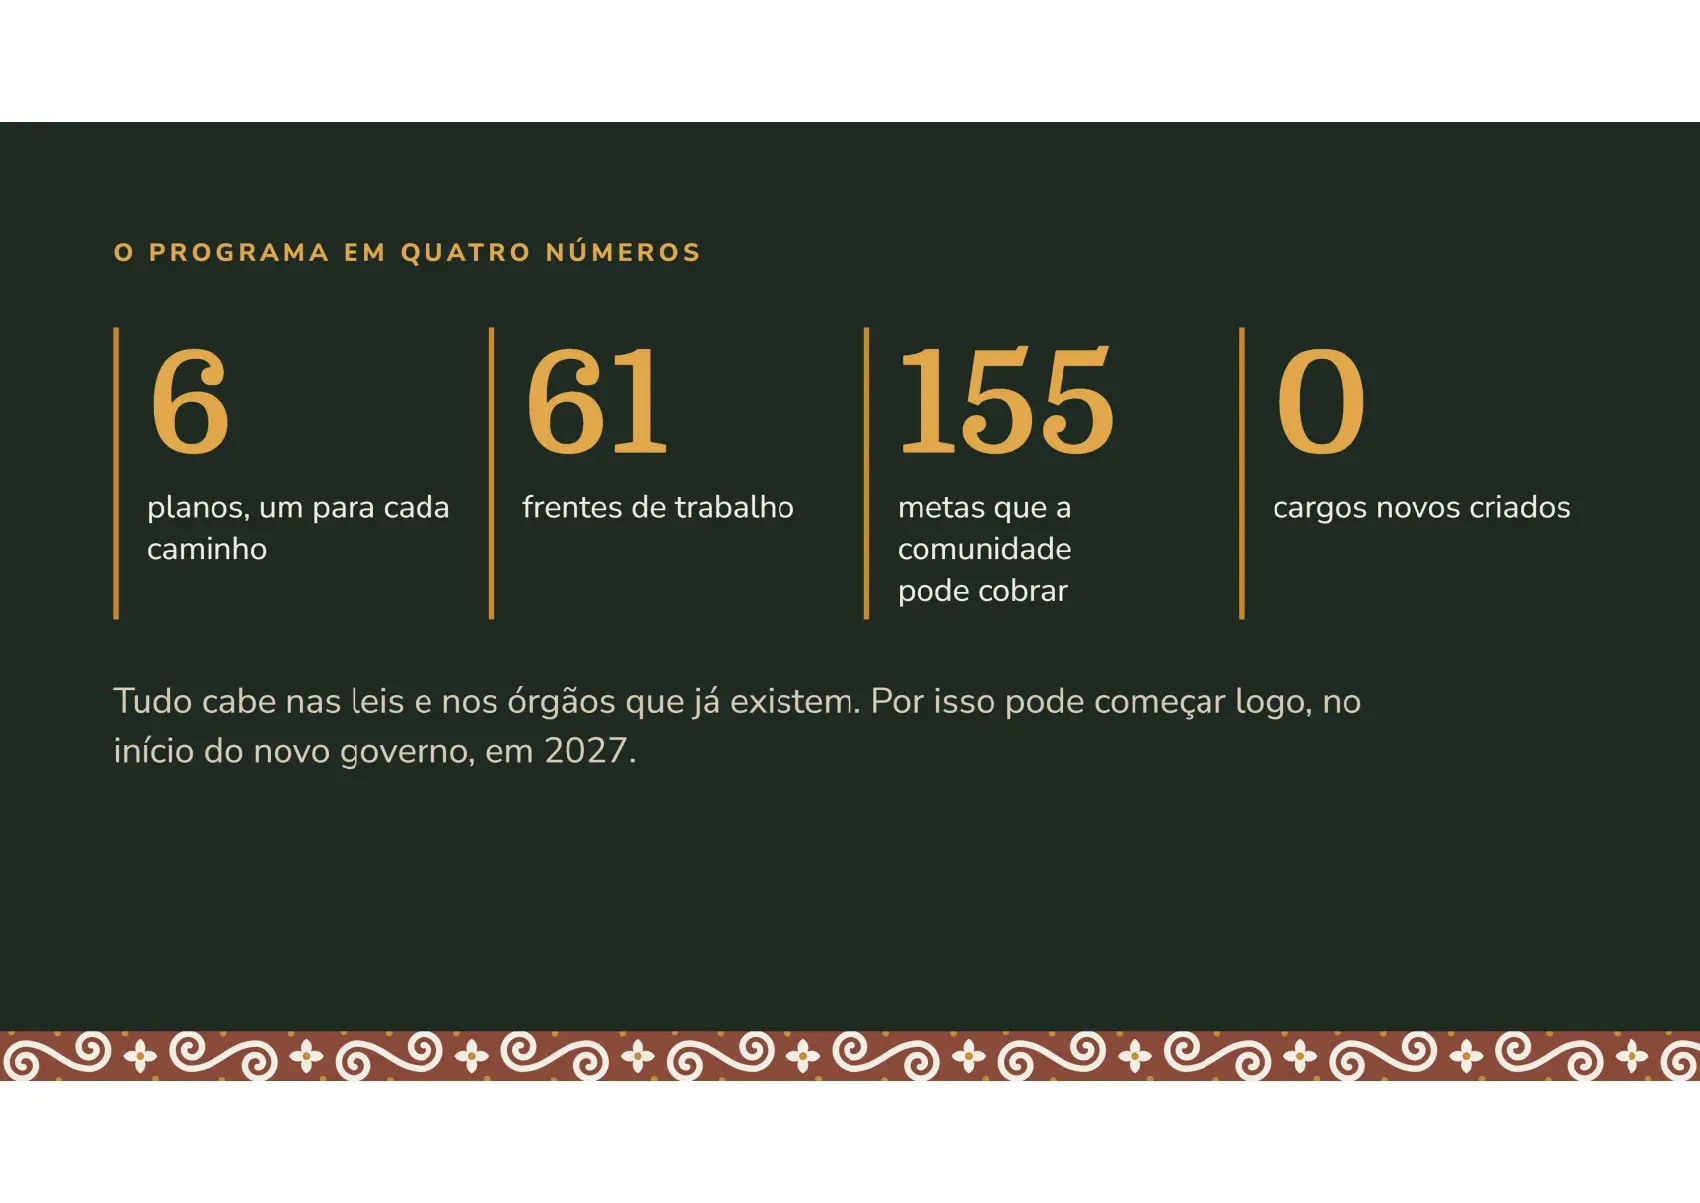 O PROGRAMA EM QUATRO NÚMEROS
6
planos, um para cada
caminho
61
frentes de trabalho
155
metas que a
comunidade
pode cobrar
0
cargos novos criados
Tudo cabe nas leis e nos órgãos que já existem. Por isso pode começar logo, no
início do novo governo, em 2027.